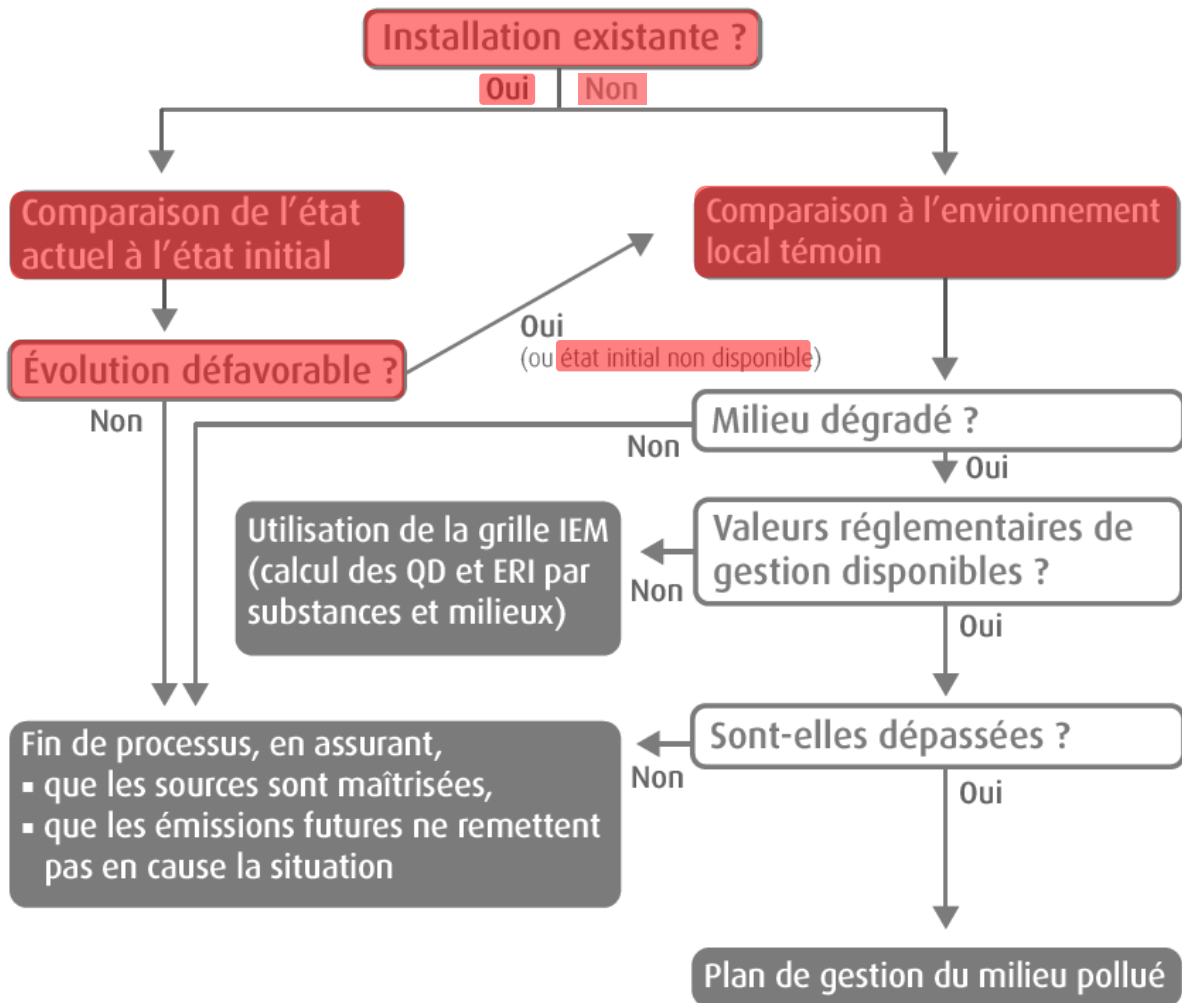 Installation existante ?
Oui Non
Comparaison de l'état
actuel à l'état initial
Comparaison à l'environnement
local témoin
Oui
(ou état initial non disponible)
Évolution défavorable ?
Non
Milieu dégradé ?
Non
Oui
Utilisation de la grille IEM
(calcul des QD et ERI par
substances et milieux)
Valeurs réglementaires de
gestion disponibles ?
Non
Oui
Fin de processus, en assurant,
▪ que les sources sont maîtrisées,
▪ que les émissions futures ne remettent
pas en cause la situation
Sont-elles dépassées ?
Non
Oui
Plan de gestion du milieu pollué